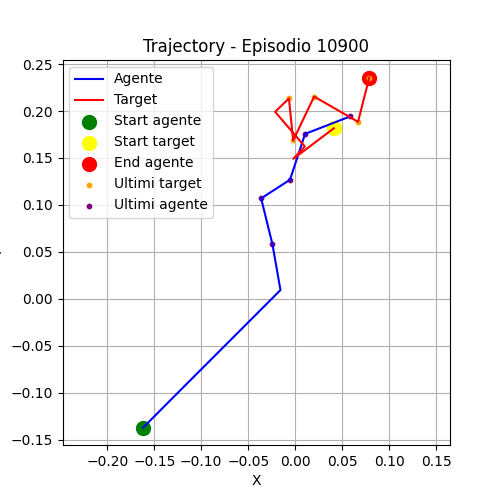 Trajectory - Episodio 10900
Agente
Target
Start agente
Start target
End agente
Ultimi target
Ultimi agente
0.25
0.20
0.15
0.10
0.05
0.00
−0.05
−0.10
−0.15
−0.20 −0.15 −0.10 −0.05 0.00 0.05 0.10 0.15
X